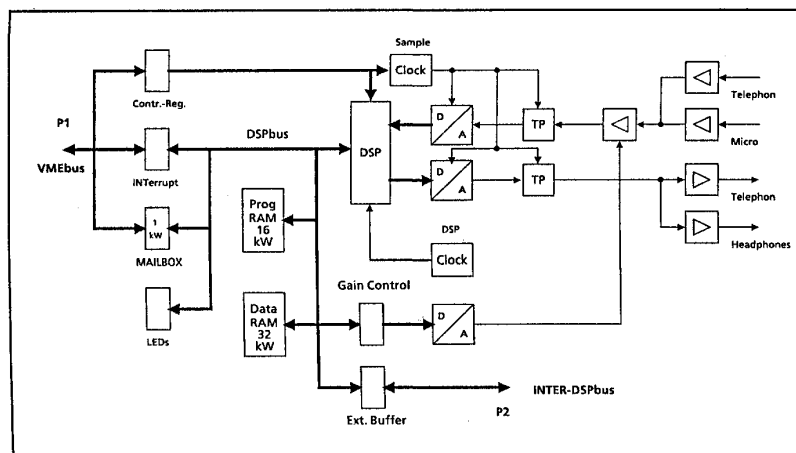 Sample
Clock
Contr.-Reg.
Telephon
P1
VMEbus
INTerrupt
DSPbus
DSP
D
A
TP
Micro
D
A
TP
Telephon
1
kW
MAILBOX
Prog
RAM
16
kW
DSP
Clock
Headphones
LEDs
Gain Control
Data
RAM
32
kW
D
A
Ext. Buffer
P2
INTER-DSPbus